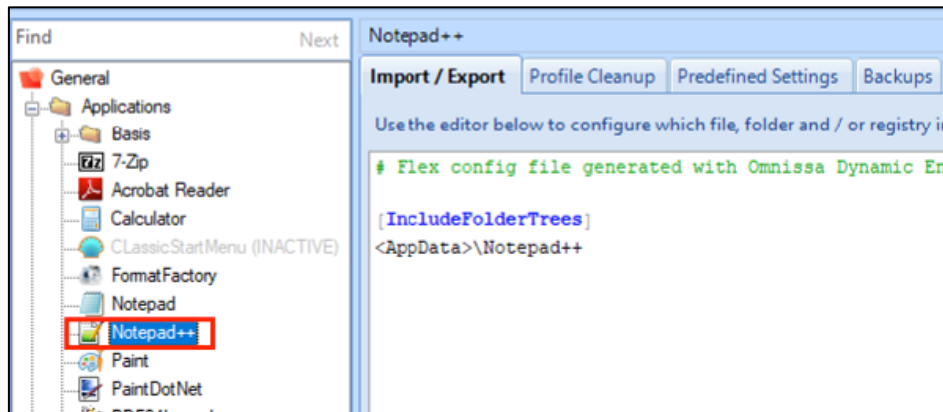 Find Next
General
Applications
Basis
7-Zip
Acrobat Reader
Calculator
CLassicStartMenu (INACTIVE)
FormatFactory
Notepad
Notepad++
Paint
PaintDotNet
Notepad++
Import / Export Profile Cleanup Predefined Settings Backups
Use the editor below to configure which file, folder and / or registry
# Flex config file generated with Omnissa Dynamic
[IncludeFolderTrees]
<AppData>\Notepad++